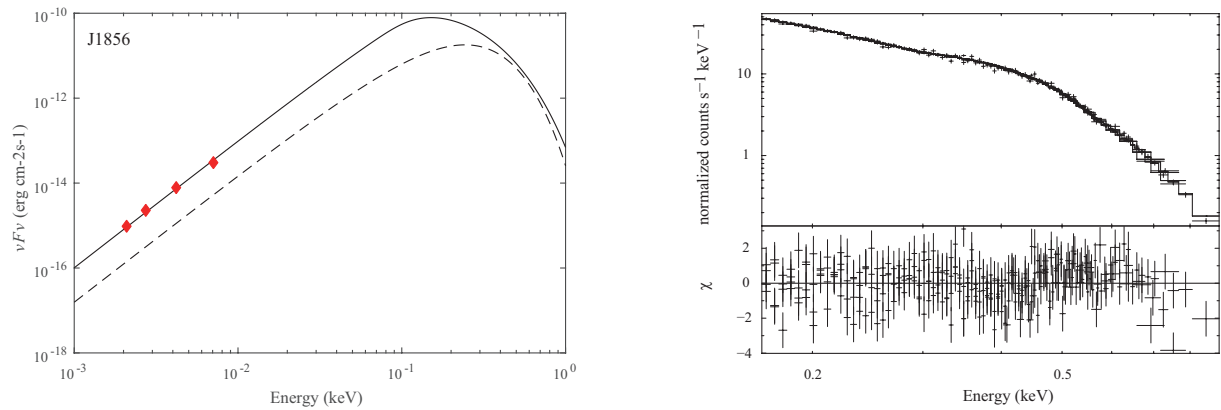 J1856
10⁻¹⁰
10⁻¹²
10⁻¹⁴
10⁻¹⁶
10⁻¹⁸
νFν (erg cm-2s-1)
10⁻³
10⁻²
10⁻¹
10⁰
Energy (keV)
normalized counts s⁻¹ keV⁻¹
10
1
χ
2
0
−2
−4
0.2
0.5
Energy (keV)